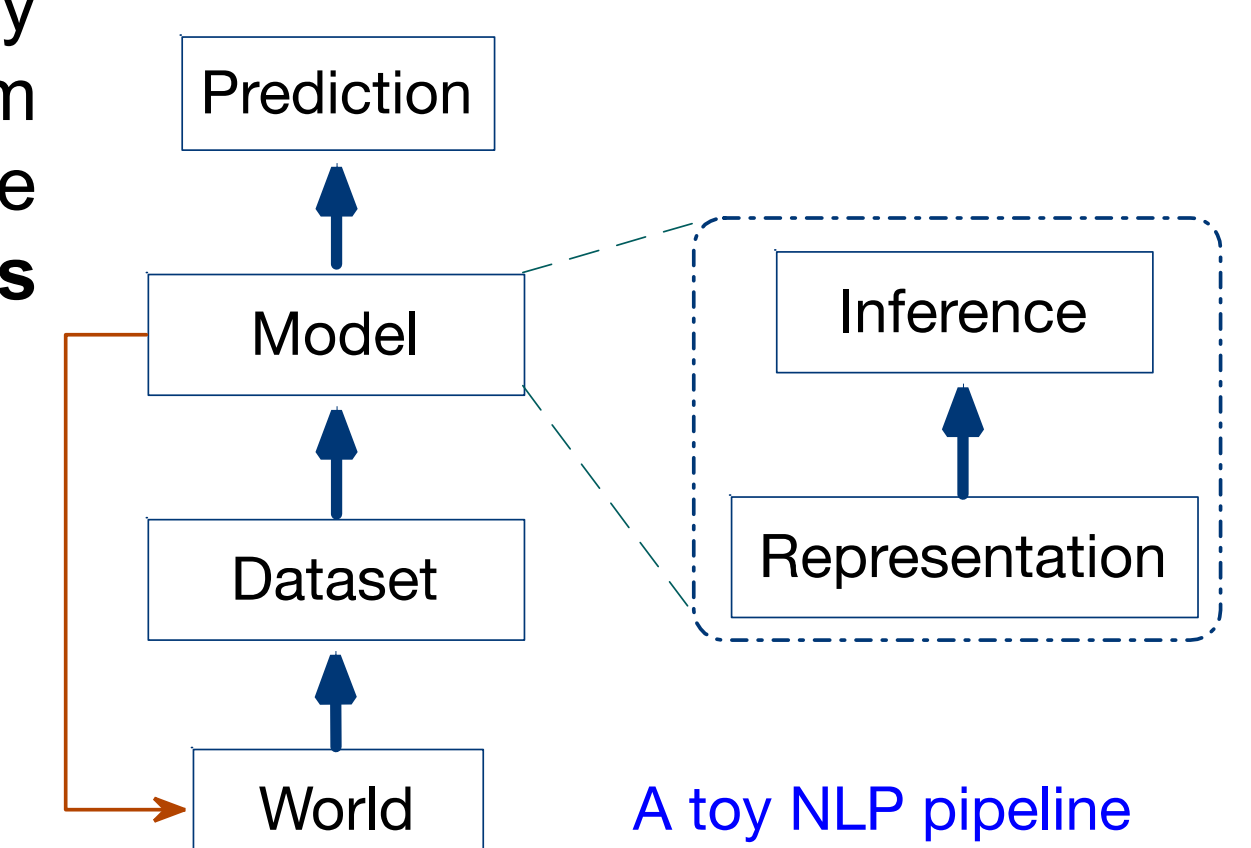 y
m
e
s
Prediction
Model
Dataset
World
Inference
Representation
A toy NLP pipeline